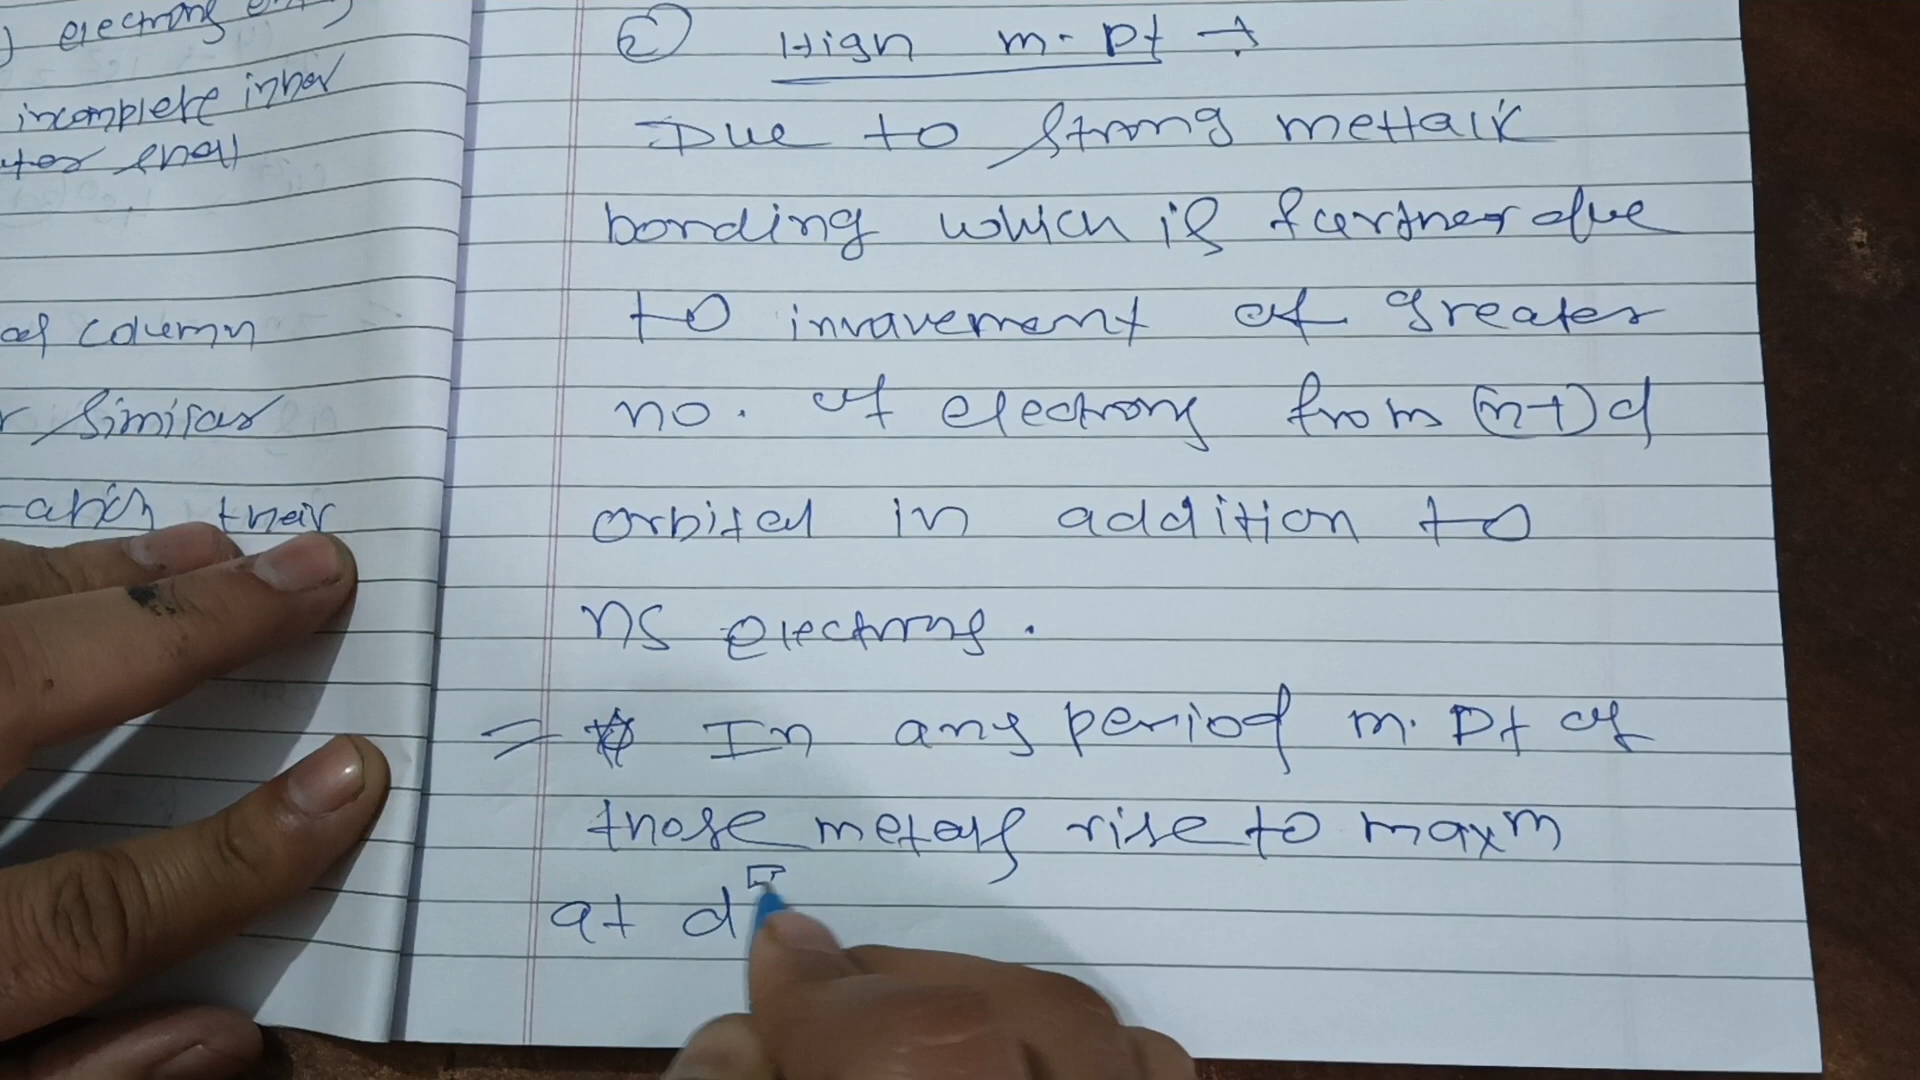 ) electrons
incomplete inner
shell
of column
similar
their
② High m.pt →
Due to strong mettalic
bonding which is further due
to invovement of greater
no. of electrons from (n-1)d
orbital in addition to
ns electrons.
= ☆ In any period m.pt of
those metals rise to maxm
at d